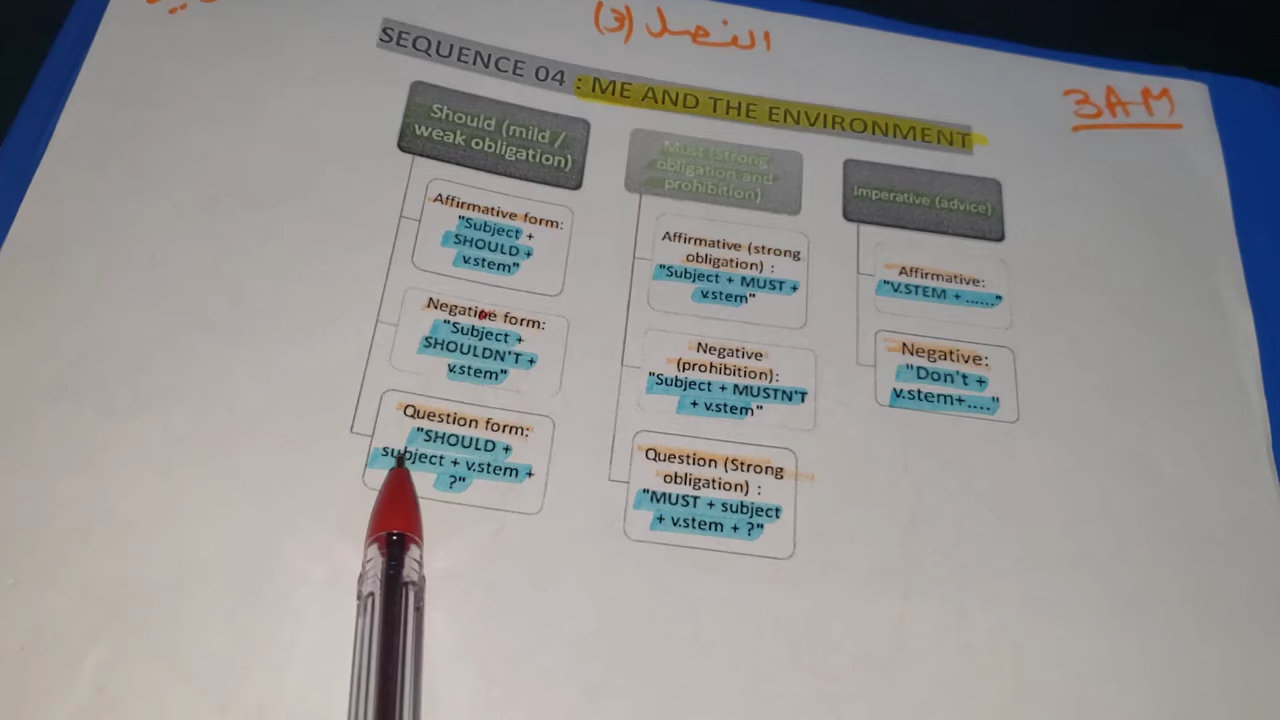 الفصل (3)
SEQUENCE 04 : ME AND THE ENVIRONMENT
3AM
Should (mild /
weak obligation)
Affirmative form:
"Subject +
SHOULD +
v.stem"
Negative form:
"Subject +
SHOULDN'T +
v.stem"
Question form:
"SHOULD +
subject + v.stem +
?"
Must (strong
obligation and
prohibition)
Affirmative (strong
obligation) :
"Subject + MUST +
v.stem"
Negative
(prohibition):
"Subject + MUSTN'T
+ v.stem"
Question (Strong
obligation) :
"MUST + subject
+ v.stem + ?"
Imperative (advice)
Affirmative:
"V.STEM + ......"
Negative:
"Don't +
v.stem+...."